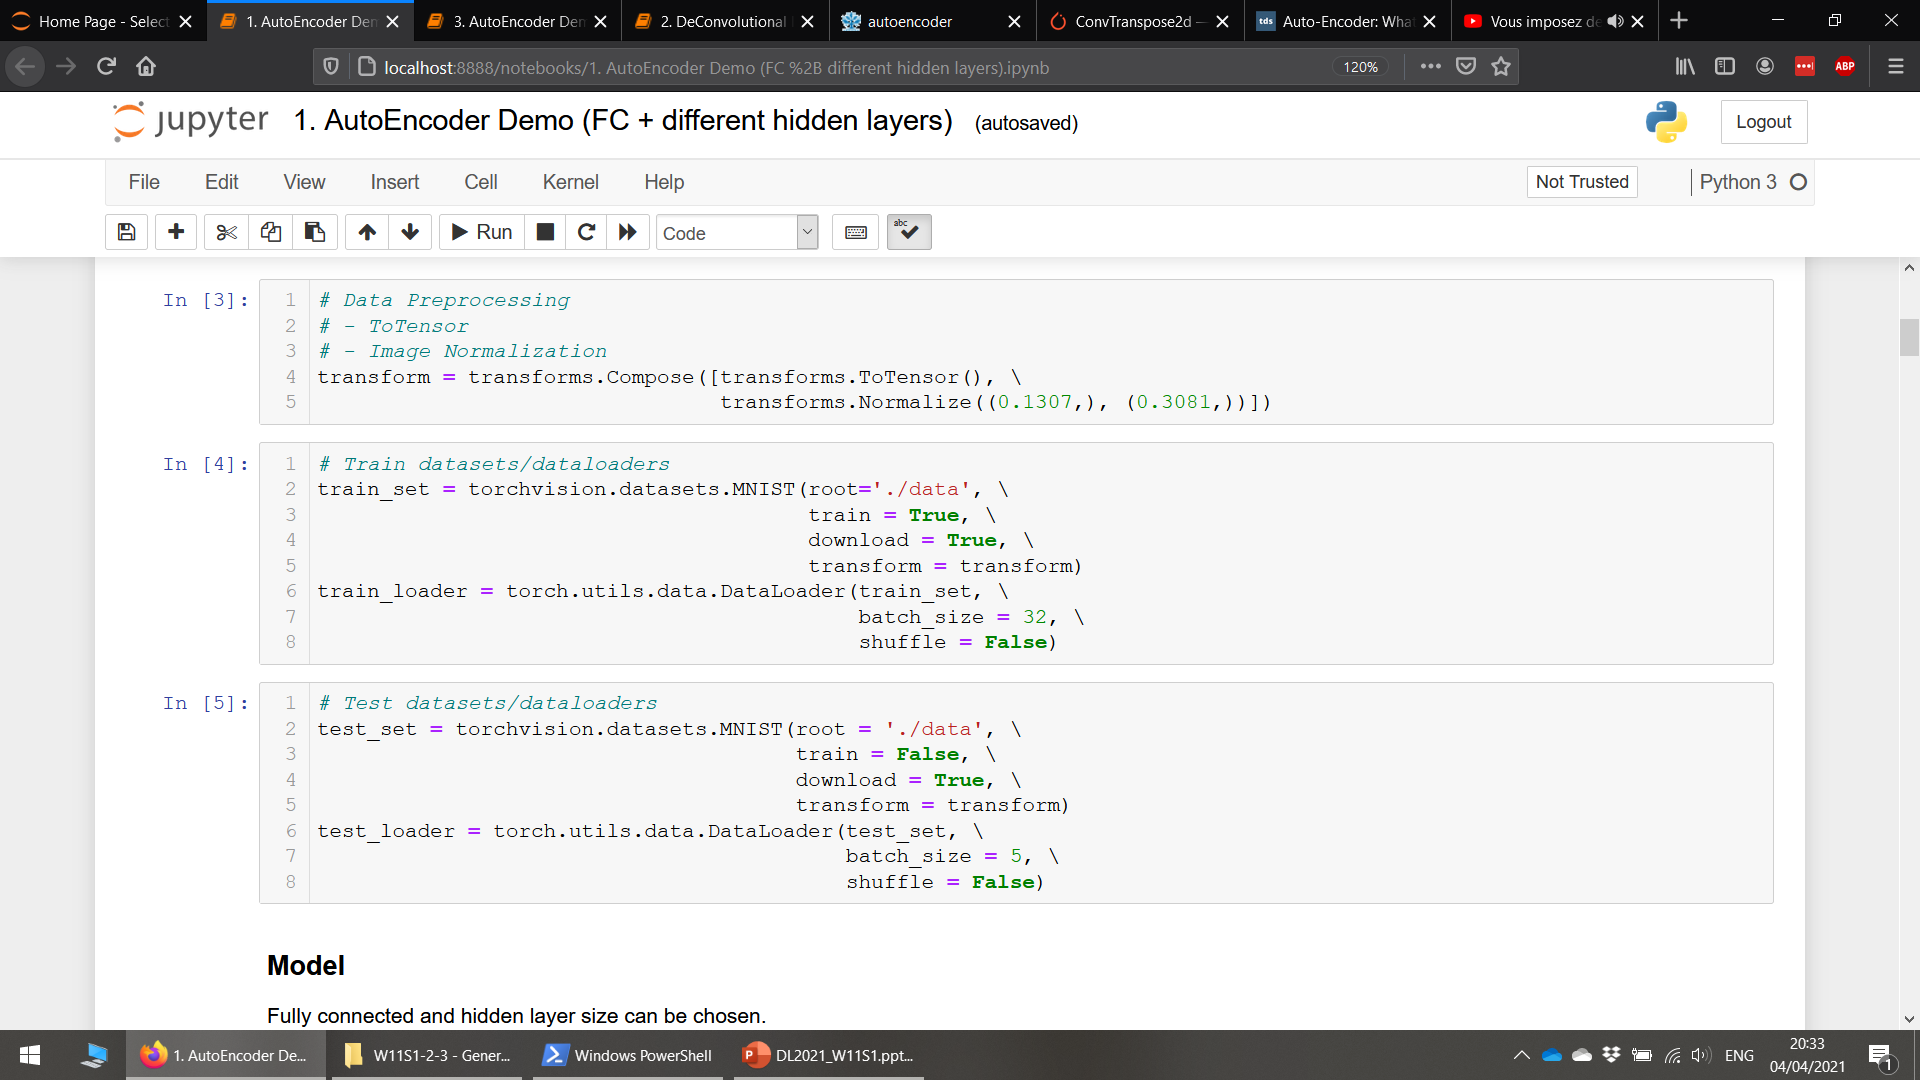 Home Page - Select
1. AutoEncoder Den
3. AutoEncoder Den
2. DeConvolutional
autoencoder
ConvTranspose2d —
tds Auto-Encoder: What
Vous imposez de
localhost:8888/notebooks/1. AutoEncoder Demo (FC %2B different hidden layers).ipynb
120%
ABP
jupyter 1. AutoEncoder Demo (FC + different hidden layers) (autosaved)
Logout
File Edit View Insert Cell Kernel Help
Not Trusted
Python 3
Run
Code
abc
In [3]:
1 # Data Preprocessing
2 # - ToTensor
3 # - Image Normalization
4 transform = transforms.Compose([transforms.ToTensor(), \
5 transforms.Normalize((0.1307,), (0.3081,))])
In [4]:
1 # Train datasets/dataloaders
2 train_set = torchvision.datasets.MNIST(root='./data', \
3 train = True, \
4 download = True, \
5 transform = transform)
6 train_loader = torch.utils.data.DataLoader(train_set, \
7 batch_size = 32, \
8 shuffle = False)
In [5]:
1 # Test datasets/dataloaders
2 test_set = torchvision.datasets.MNIST(root = './data', \
3 train = False, \
4 download = True, \
5 transform = transform)
6 test_loader = torch.utils.data.DataLoader(test_set, \
7 batch_size = 5, \
8 shuffle = False)
Model
Fully connected and hidden layer size can be chosen.
1. AutoEncoder De...
W11S1-2-3 - Gener...
Windows PowerShell
DL2021_W11S1.ppt...
ENG
20:33
04/04/2021
1